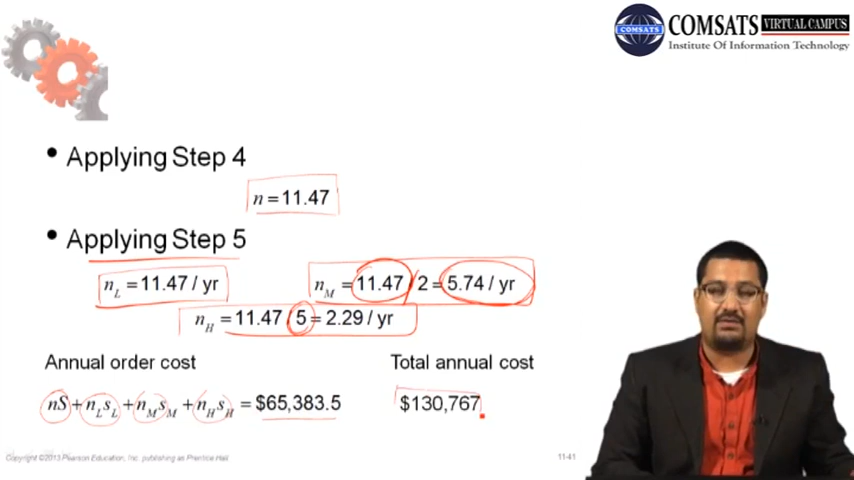 COMSATS VIRTUAL CAMPUS
COMSATS
Institute Of Information Technology
• Applying Step 4
n = 11.47
• Applying Step 5
n_L = 11.47 / yr
n_M = 11.47 / 2 = 5.74 / yr
n_H = 11.47 / 5 = 2.29 / yr
Annual order cost
Total annual cost
nS + n_L s_L + n_M s_M + n_H s_H = $65,383.5
$130,767
Copyright ©2013 Pearson Education, Inc. publishing as Prentice Hall
11-41